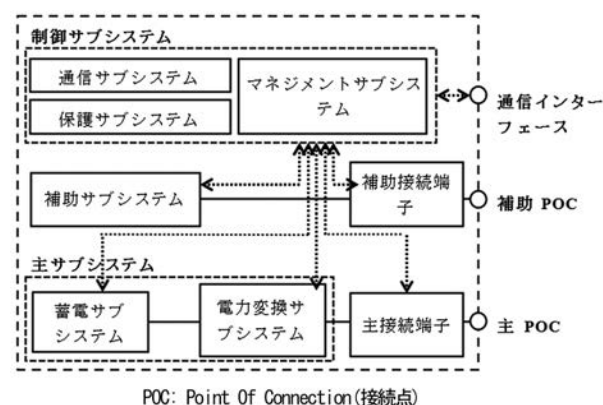 制御サブシステム
通信サブシステム
保護サブシステム
マネジメントサブシス
テム
通信インター
フェース
補助サブシステム
補助接続端
子
補助 POC
主サブシステム
蓄電サブ
システム
電力変換サ
ブシステム
主接続端子
主 POC
POC: Point Of Connection(接続点)